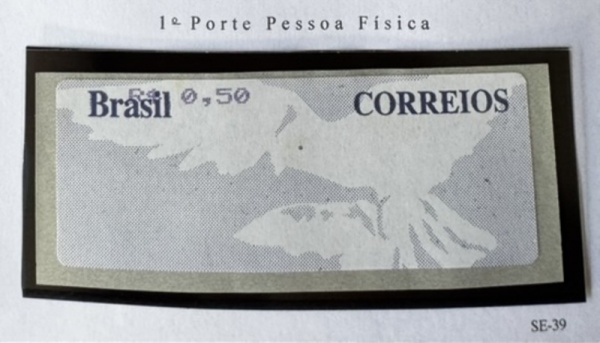 1º Porte Pessoa Física
Brasil R$ 0,50 CORREIOS
SE-39